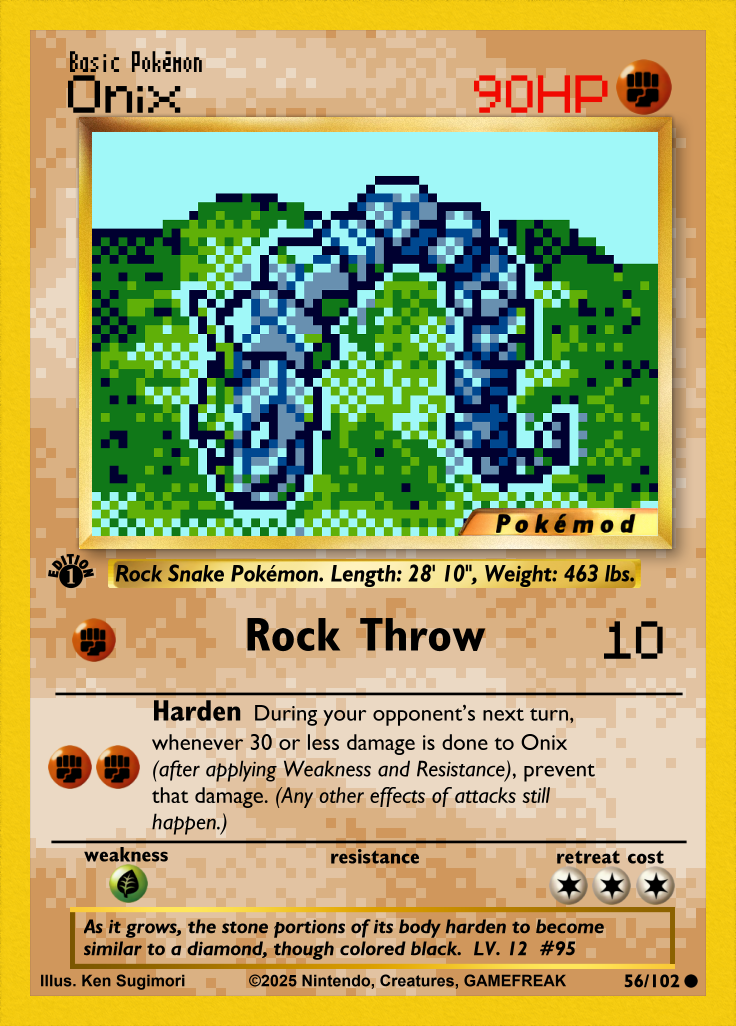 Basic Pokémon
Onix
90HP
Pokémod
EDITION
1
Rock Snake Pokémon. Length: 28' 10", Weight: 463 lbs.
Rock Throw
10
Harden During your opponent's next turn,
whenever 30 or less damage is done to Onix
(after applying Weakness and Resistance), prevent
that damage. (Any other effects of attacks still
happen.)
weakness
resistance
retreat cost
As it grows, the stone portions of its body harden to become
similar to a diamond, though colored black. LV. 12 #95
Illus. Ken Sugimori
©2025 Nintendo, Creatures, GAMEFREAK
56/102